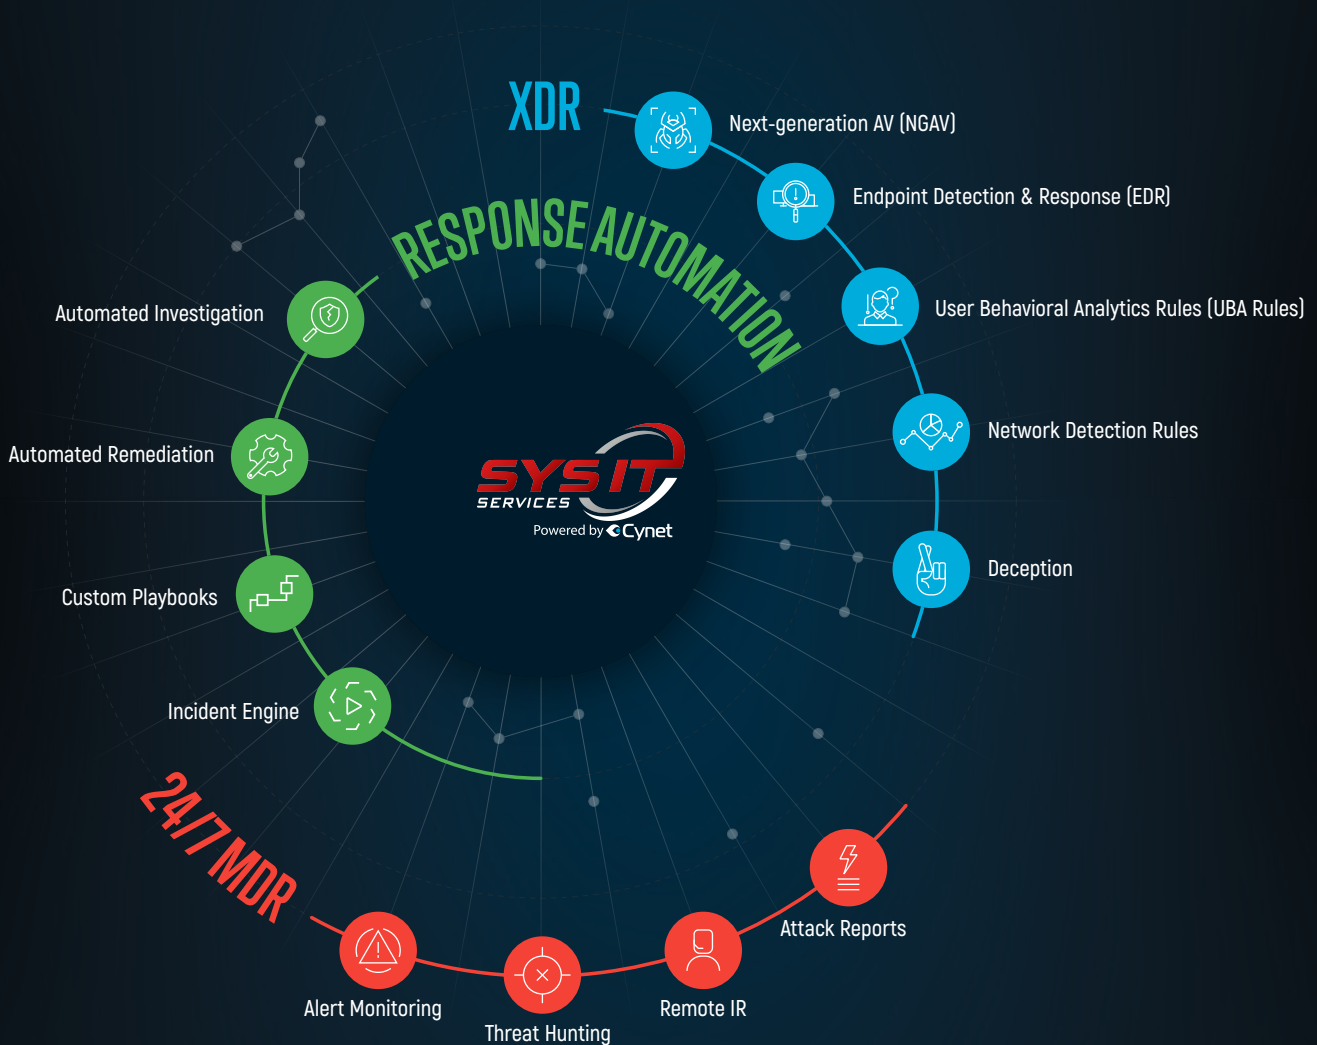 XDR
Next-generation AV (NGAV)
Endpoint Detection & Response (EDR)
User Behavioral Analytics Rules (UBA Rules)
Network Detection Rules
Deception
RESPONSE AUTOMATION
Automated Investigation
Automated Remediation
Custom Playbooks
Incident Engine
SYS IT
SERVICES
Powered by Cynet
24/7 MDR
Alert Monitoring
Threat Hunting
Remote IR
Attack Reports